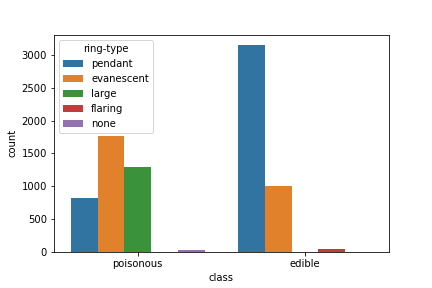 ring-type
pendant
evanescent
large
flaring
none
3000
2500
2000
1500
1000
500
0
count
poisonous
edible
class